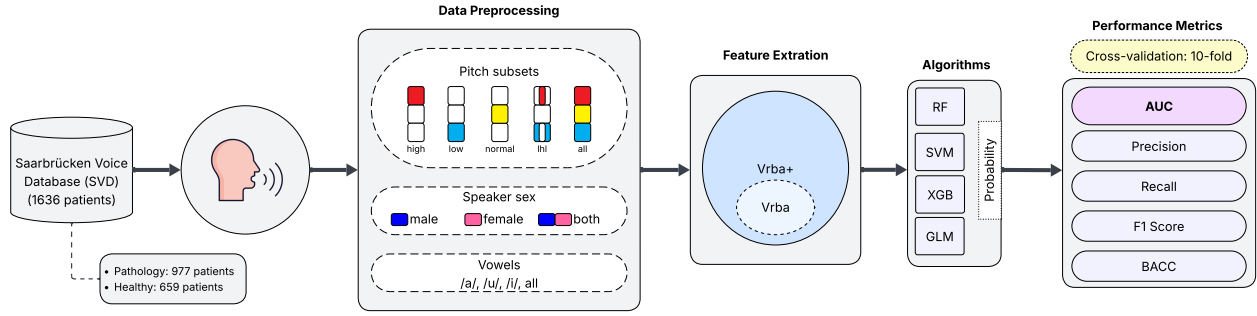 Saarbrücken Voice
Database (SVD)
(1636 patients)
• Pathology: 977 patients
• Healthy: 659 patients
Data Preprocessing
Pitch subsets
high low normal lhl all
Speaker sex
male female both
Vowels
/a/, /u/, /i/, all
Feature Extration
Vrba+
Vrba
Algorithms
RF
SVM
XGB
GLM
Probability
Performance Metrics
Cross-validation: 10-fold
AUC
Precision
Recall
F1 Score
BACC